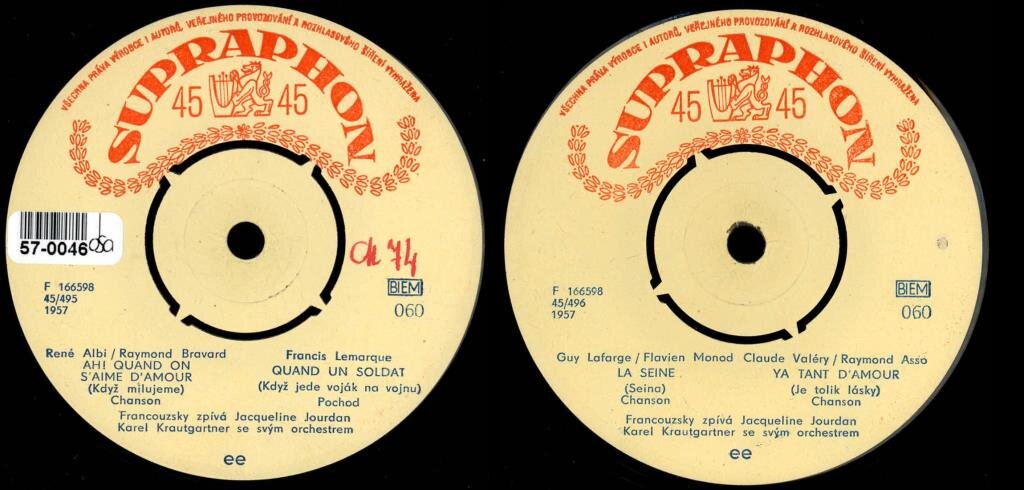 VŠECHNA PRÁVA VÝROBCE I AUTORŮ, VEŘEJNÉHO PROVOZOVÁNÍ A ROZHLASOVÉHO ŠÍŘENÍ VYHRAŽENA
SUPRAPHON
45 45
57-0046
ch 74
F 166598
45/495
1957
BIEM
060
René Albi / Raymond Bravard
AH! QUAND ON
S'AIME D'AMOUR
(Když milujeme)
Chanson
Francis Lemarque
QUAND UN SOLDAT
(Když jede voják na vojnu)
Pochod
Francouzsky zpívá Jacqueline Jourdan
Karel Krautgartner se svým orchestrem
ee
VŠECHNA PRÁVA VÝROBCE I AUTORŮ, VEŘEJNÉHO PROVOZOVÁNÍ A ROZHLASOVÉHO ŠÍŘENÍ VYHRAŽENA
SUPRAPHON
45 45
F 166598
45/496
1957
BIEM
060
Guy Lafarge / Flavien Monod
LA SEINE
(Seina)
Chanson
Claude Valéry / Raymond Asso
YA TANT D'AMOUR
(Je tolik lásky)
Chanson
Francouzsky zpívá Jacqueline Jourdan
Karel Krautgartner se svým orchestrem
ee